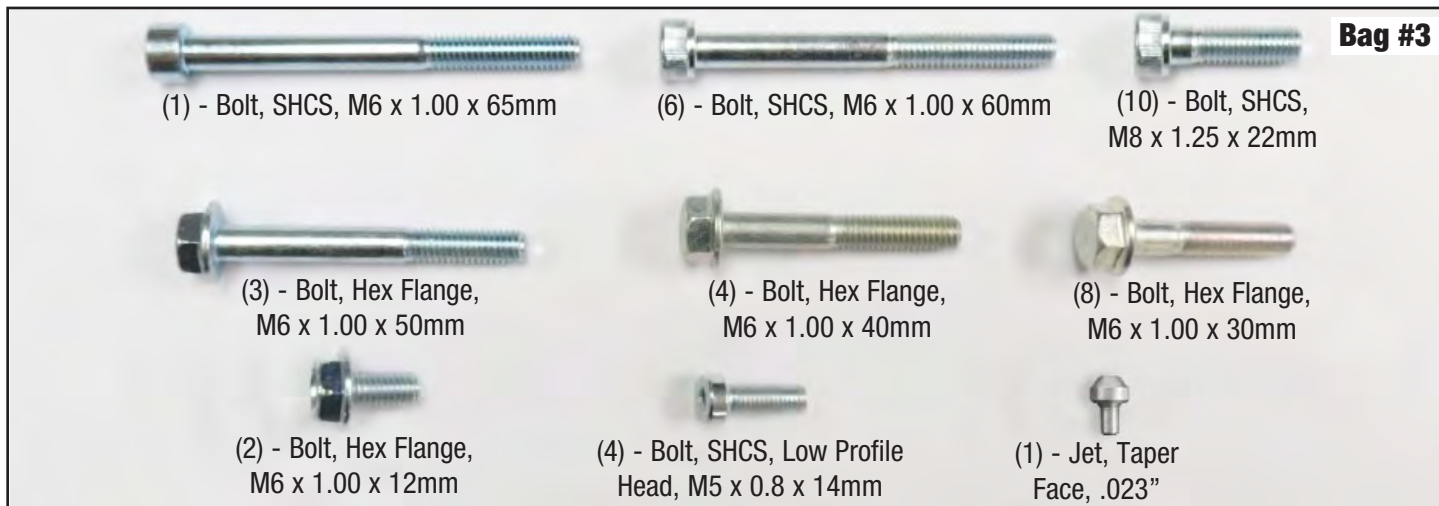 Bag #3
(1) - Bolt, SHCS, M6 x 1.00 x 65mm
(6) - Bolt, SHCS, M6 x 1.00 x 60mm
(10) - Bolt, SHCS,
M8 x 1.25 x 22mm
(3) - Bolt, Hex Flange,
M6 x 1.00 x 50mm
(4) - Bolt, Hex Flange,
M6 x 1.00 x 40mm
(8) - Bolt, Hex Flange,
M6 x 1.00 x 30mm
(2) - Bolt, Hex Flange,
M6 x 1.00 x 12mm
(4) - Bolt, SHCS, Low Profile
Head, M5 x 0.8 x 14mm
(1) - Jet, Taper
Face, .023”